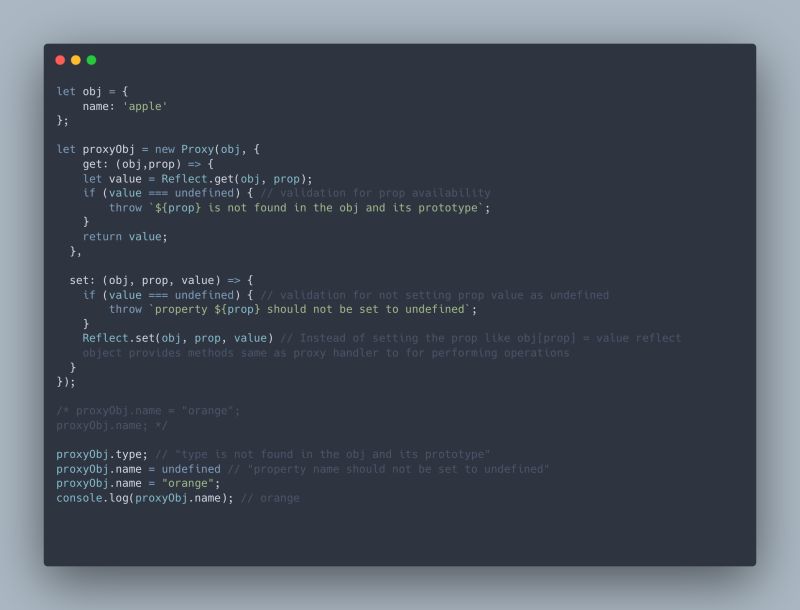 let obj = {
    name: 'apple'
};

let proxyObj = new Proxy(obj, {
    get: (obj,prop) => {
    let value = Reflect.get(obj, prop);
    if (value === undefined) { // validation for prop availability
        throw `${prop} is not found in the obj and its prototype`;
    }
    return value;
  },

  set: (obj, prop, value) => {
    if (value === undefined) { // validation for not setting prop value as undefined
        throw `property ${prop} should not be set to undefined`;
    }
    Reflect.set(obj, prop, value) // Instead of setting the prop like obj[prop] = value reflect
    object provides methods same as proxy handler to for performing operations
  }
});

/* proxyObj.name = "orange";
proxyObj.name; */

proxyObj.type; // "type is not found in the obj and its prototype"
proxyObj.name = undefined // "property name should not be set to undefined"
proxyObj.name = "orange";
console.log(proxyObj.name); // orange